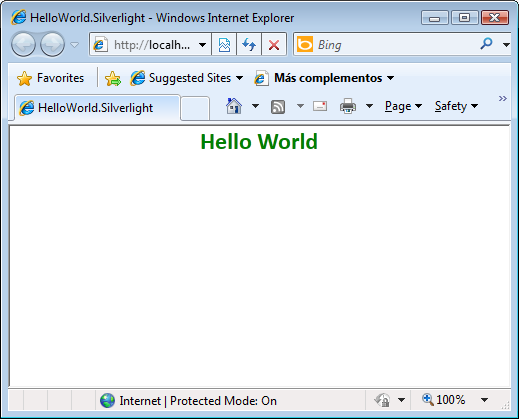 HelloWorld.Silverlight - Windows Internet Explorer
http://localh... Bing
Favorites Suggested Sites Más complementos
HelloWorld.Silverlight Page Safety »
Hello World
Internet | Protected Mode: On 100%